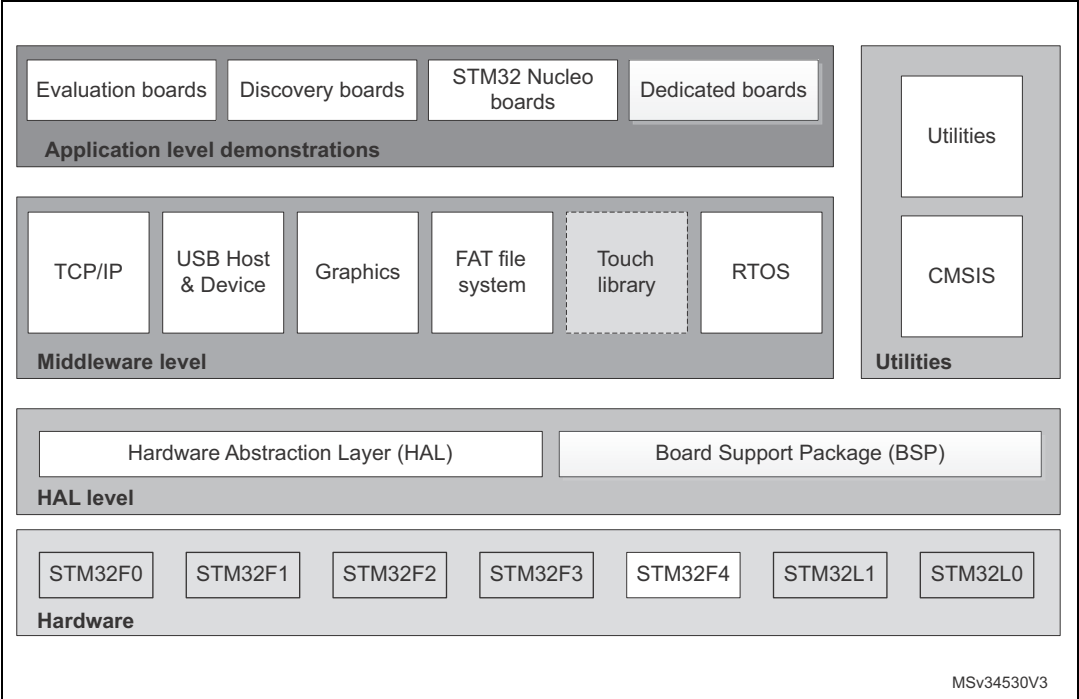 Evaluation boards
Discovery boards
STM32 Nucleo
boards
Dedicated boards
Application level demonstrations
TCP/IP
USB Host
& Device
Graphics
FAT file
system
Touch
library
RTOS
Middleware level
Utilities
CMSIS
Utilities
Hardware Abstraction Layer (HAL)
Board Support Package (BSP)
HAL level
STM32F0
STM32F1
STM32F2
STM32F3
STM32F4
STM32L1
STM32L0
Hardware
MSv34530V3